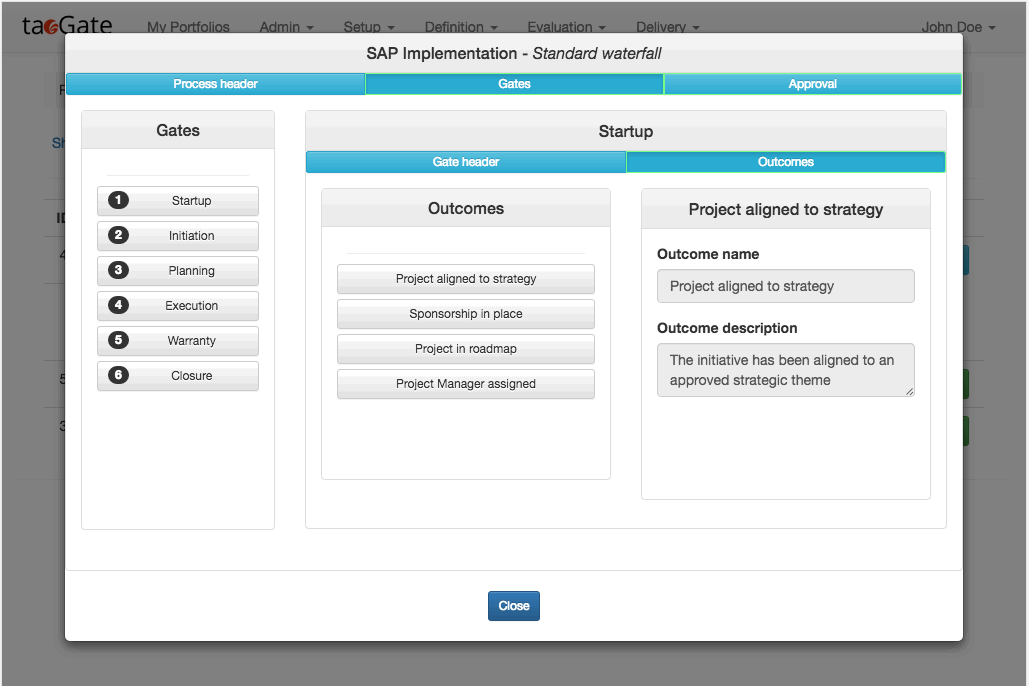 tagGate My Portfolios Admin Setup Definition Evaluation Delivery John Doe
SAP Implementation - Standard waterfall
Process header Gates Approval
Gates
1 Startup
2 Initiation
3 Planning
4 Execution
5 Warranty
6 Closure
Startup
Gate header Outcomes
Outcomes
Project aligned to strategy
Sponsorship in place
Project in roadmap
Project Manager assigned
Project aligned to strategy
Outcome name
Project aligned to strategy
Outcome description
The initiative has been aligned to an
approved strategic theme
Close